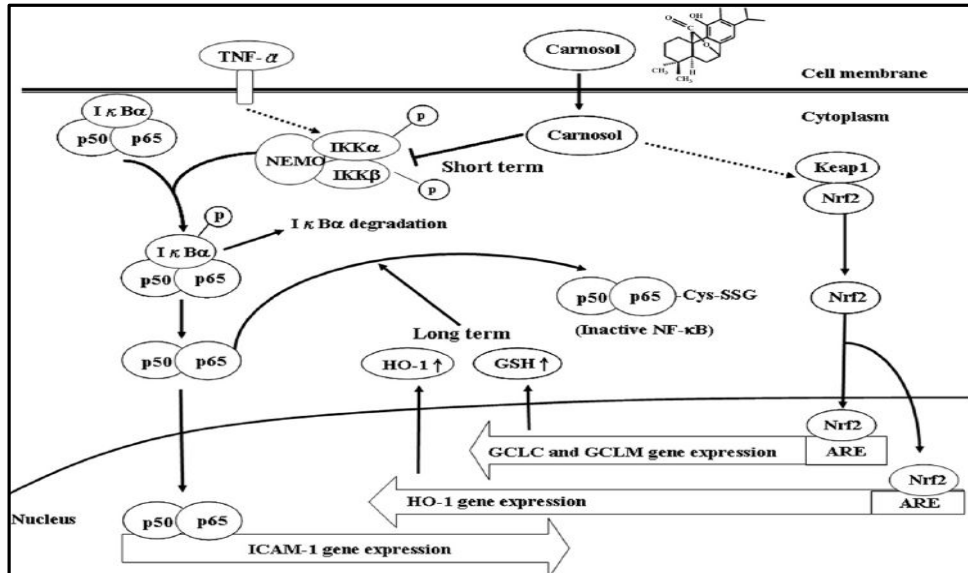 O
OH
C
O
CH₃
H
CH₃
TNF-α
Carnosol
Cell membrane
Cytoplasm
IκBα
p50 p65
p
IKKα
NEMO
IKKβ
p
Carnosol
Short term
Keap1
Nrf2
p
IκBα
p50 p65
IκBα degradation
p50 p65 -Cys-SSG
(Inactive NF-κB)
Nrf2
p50 p65
Long term
HO-1↑
GSH↑
Nrf2
ARE
GCLC and GCLM gene expression
Nrf2
ARE
HO-1 gene expression
Nucleus
p50 p65
ICAM-1 gene expression